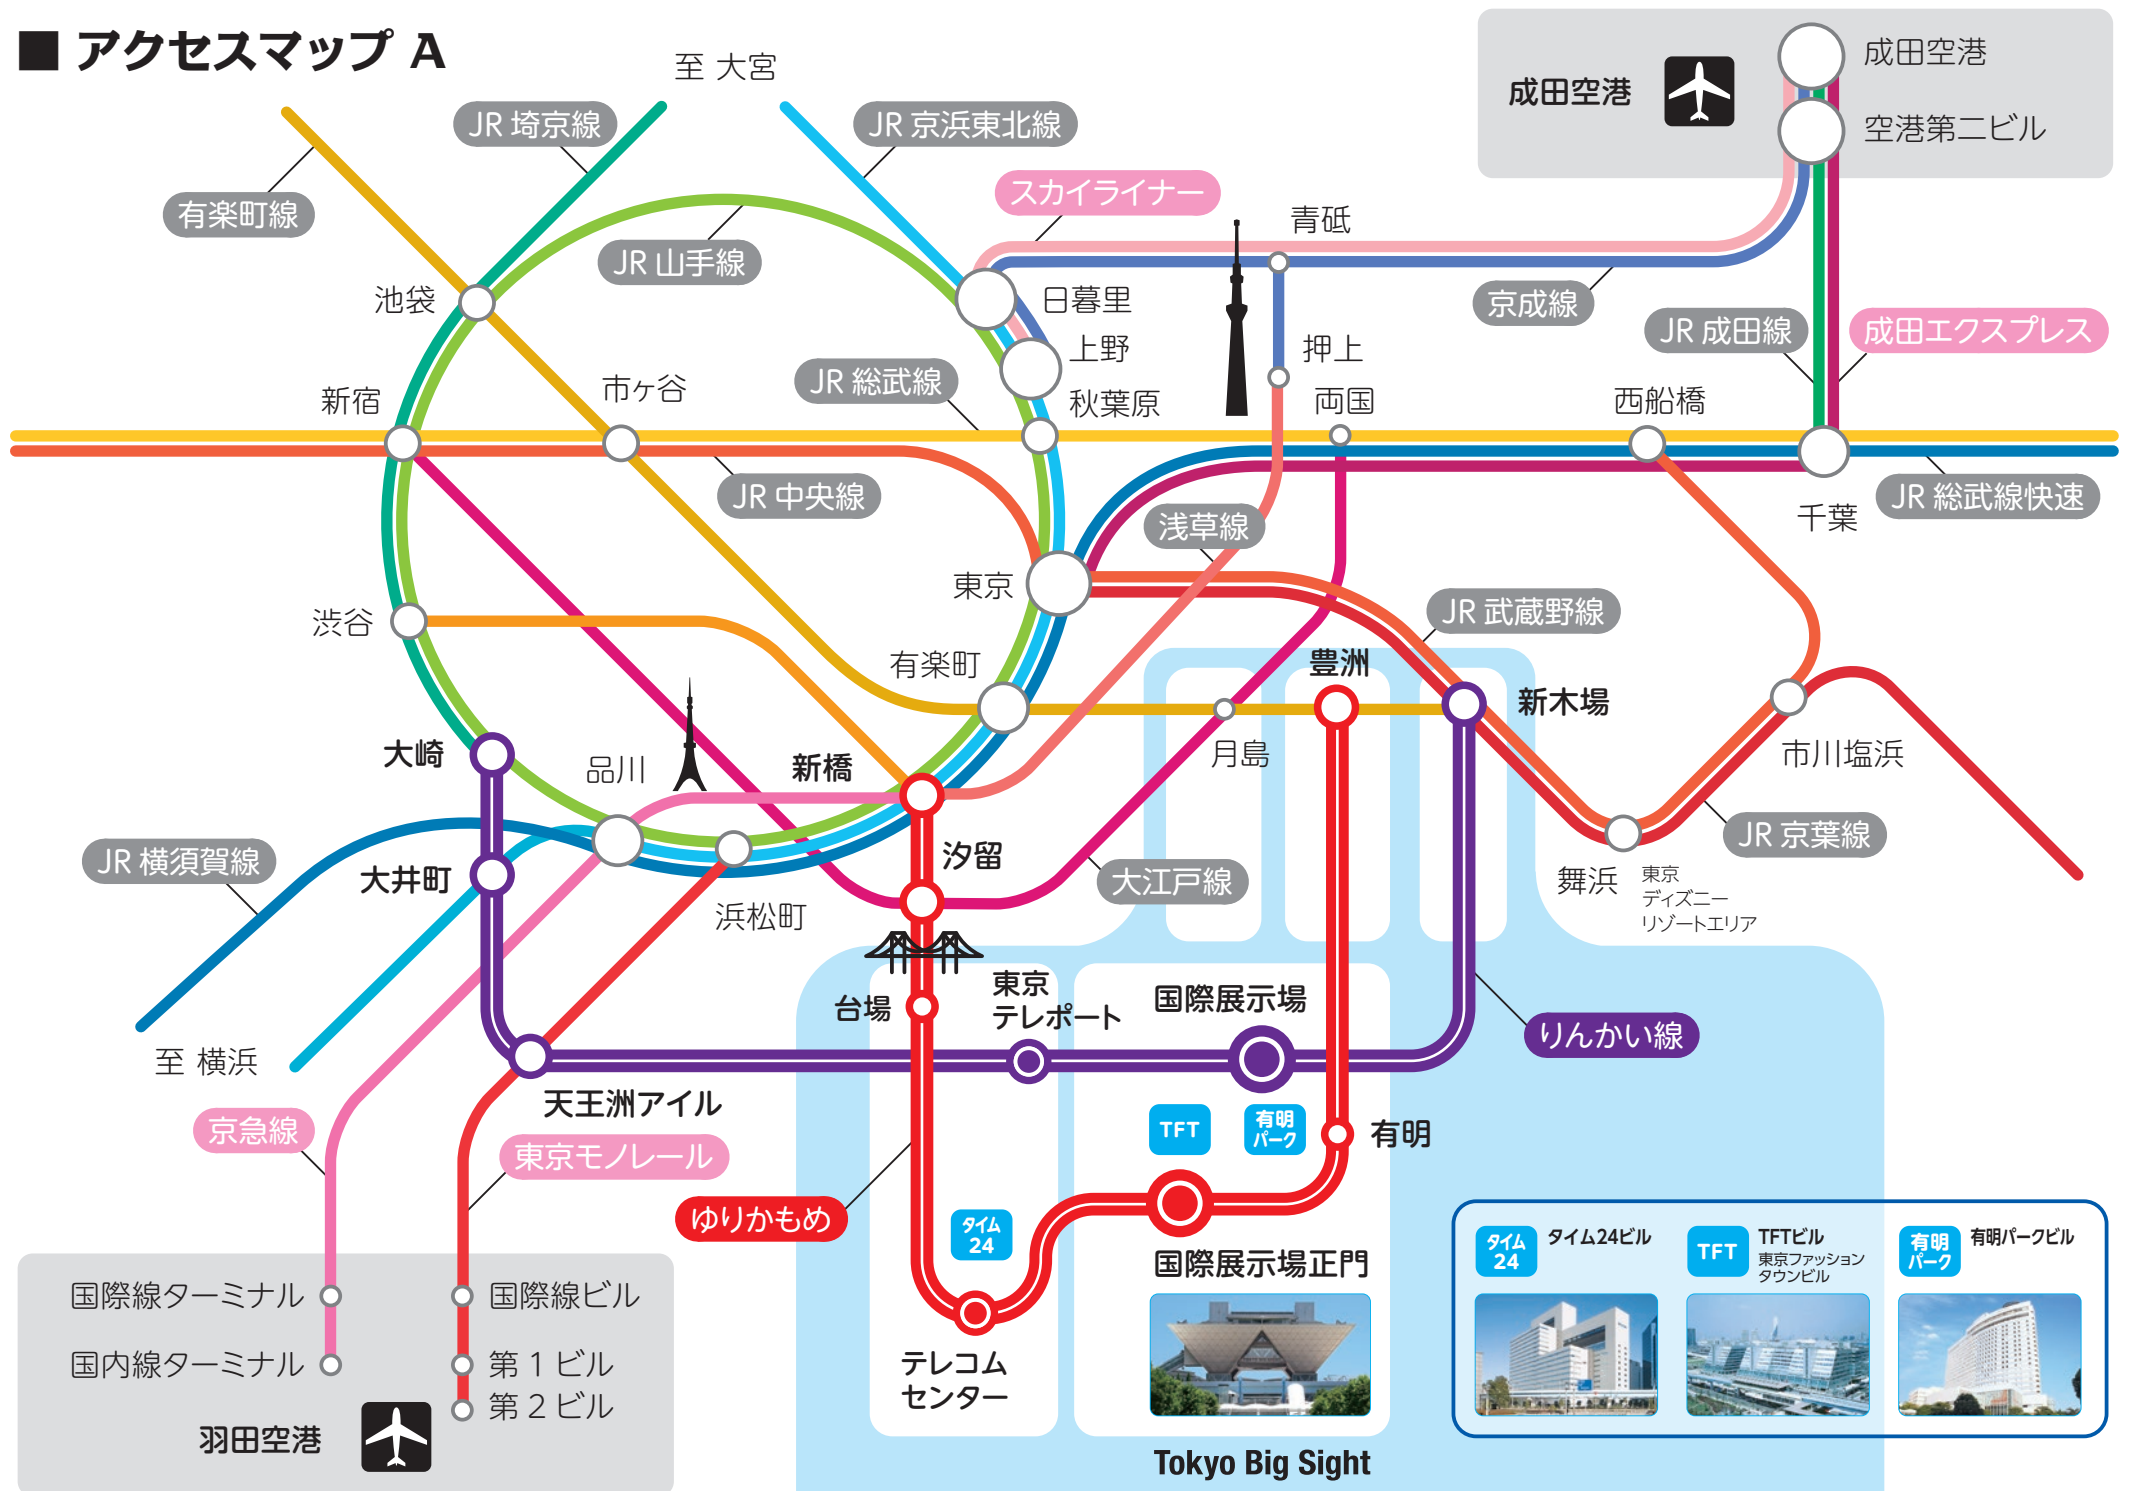 ■ アクセスマップ A
至 大宮
JR 埼京線
JR 京浜東北線
有楽町線
JR 山手線
スカイライナー
成田空港
成田空港
空港第二ビル
青砥
池袋
日暮里
京成線
JR 成田線
成田エクスプレス
上野
押上
新宿
市ヶ谷
JR 総武線
秋葉原
両国
西船橋
JR 中央線
浅草線
千葉
JR 総武線快速
東京
JR 武蔵野線
渋谷
有楽町
豊洲
新木場
大崎
品川
新橋
月島
市川塩浜
JR 横須賀線
大井町
汐留
大江戸線
JR 京葉線
浜松町
舞浜
東京
ディズニー
リゾートエリア
台場
東京
テレポート
国際展示場
りんかい線
至 横浜
天王洲アイル
京急線
東京モノレール
TFT
有明
パーク
有明
ゆりかもめ
タイム
24
国際展示場正門
テレコム
センター
Tokyo Big Sight
国際線ターミナル
国際線ビル
国内線ターミナル
第 1 ビル
第 2 ビル
羽田空港
タイム
24
タイム24ビル
TFT
TFTビル
東京ファッション
タウンビル
有明
パーク
有明パークビル